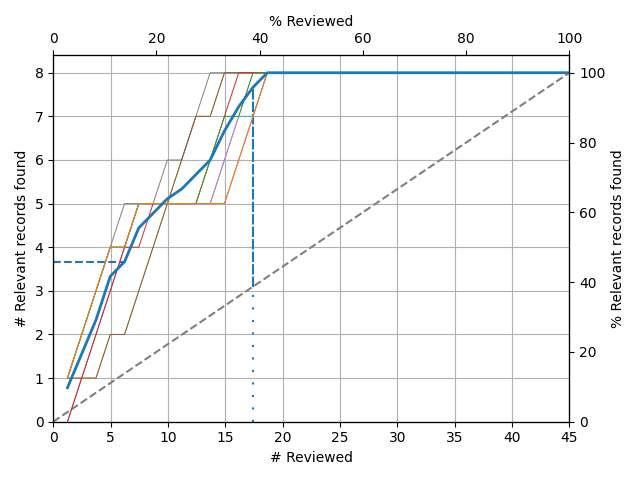 % Reviewed
0 20 40 60 80 100
8 100
7
6 80
5 60
4
3 40
2 20
1
0 0
# Relevant records found
% Relevant records found
0 5 10 15 20 25 30 35 40 45
# Reviewed